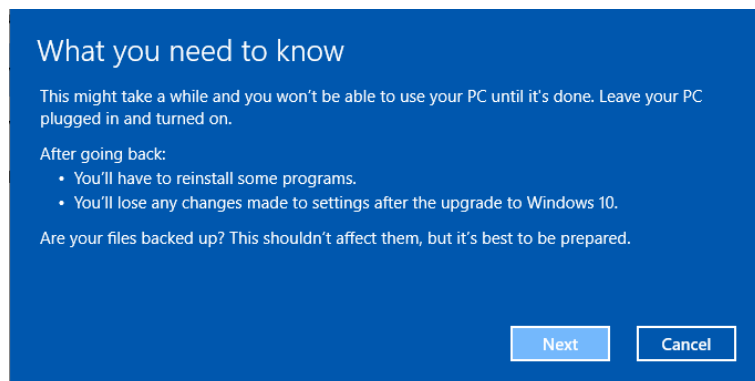 What you need to know
This might take a while and you won't be able to use your PC until it's done. Leave your PC
plugged in and turned on.
After going back:
• You'll have to reinstall some programs.
• You'll lose any changes made to settings after the upgrade to Windows 10.
Are your files backed up? This shouldn't affect them, but it's best to be prepared.
Next Cancel